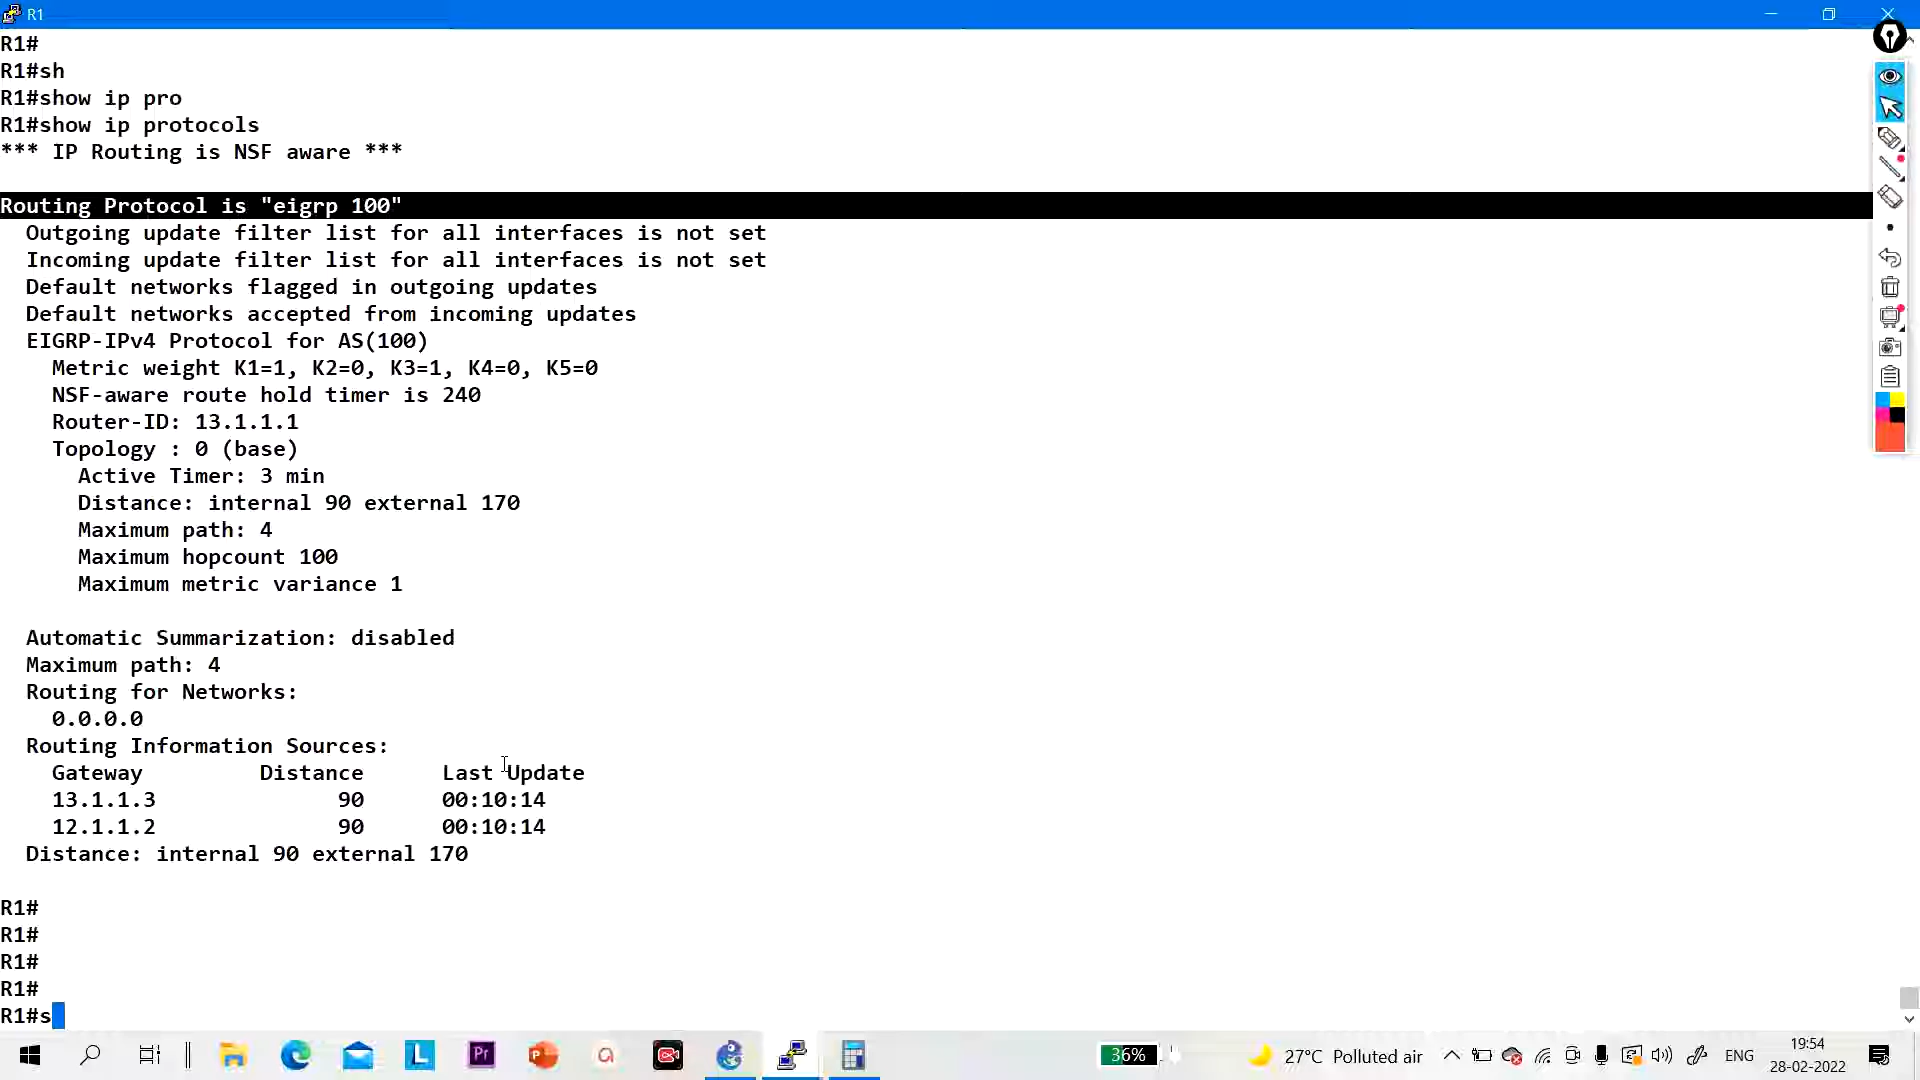 R1
R1#
R1#sh
R1#show ip pro
R1#show ip protocols
*** IP Routing is NSF aware ***
Routing Protocol is "eigrp 100"
Outgoing update filter list for all interfaces is not set
Incoming update filter list for all interfaces is not set
Default networks flagged in outgoing updates
Default networks accepted from incoming updates
EIGRP-IPv4 Protocol for AS(100)
Metric weight K1=1, K2=0, K3=1, K4=0, K5=0
NSF-aware route hold timer is 240
Router-ID: 13.1.1.1
Topology : 0 (base)
Active Timer: 3 min
Distance: internal 90 external 170
Maximum path: 4
Maximum hopcount 100
Maximum metric variance 1
Automatic Summarization: disabled
Maximum path: 4
Routing for Networks:
0.0.0.0
Routing Information Sources:
Gateway Distance Last Update
13.1.1.3 90 00:10:14
12.1.1.2 90 00:10:14
Distance: internal 90 external 170
R1#
R1#
R1#
R1#
R1#s
L Pr P a 36% 27°C Polluted air ENG 19:54
28-02-2022